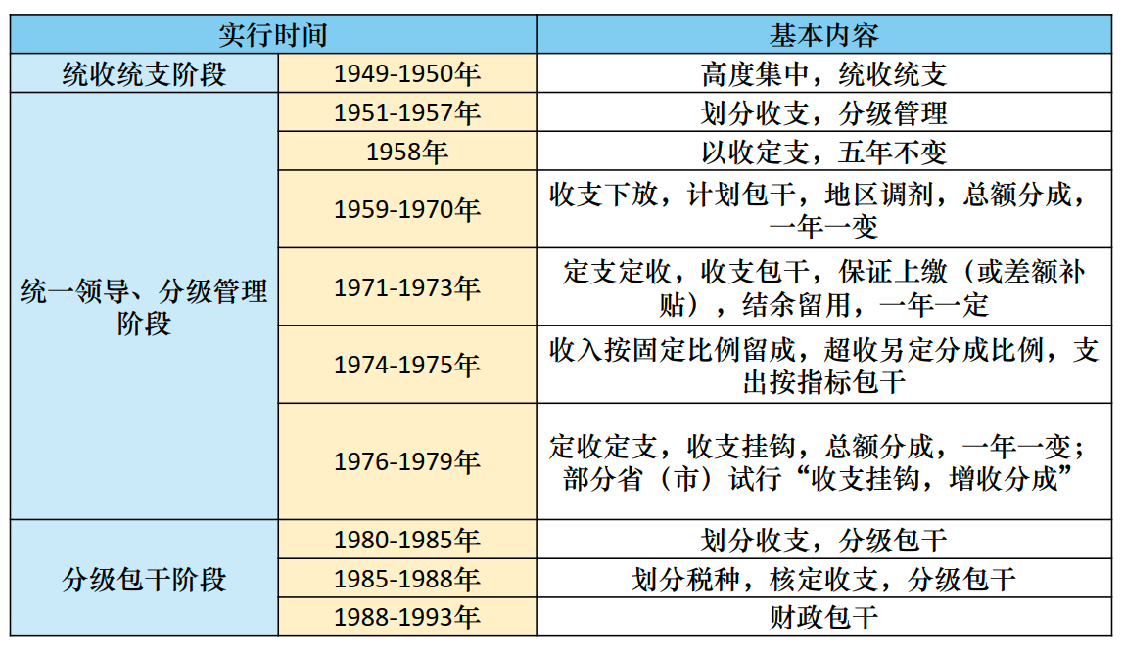 实行时间
基本内容
统收统支阶段
1949-1950年
高度集中，统收统支
统一领导、分级管理
阶段
1951-1957年
划分收支，分级管理
1958年
以收定支，五年不变
1959-1970年
收支下放，计划包干，地区调剂，总额分成，
一年一变
1971-1973年
定支定收，收支包干，保证上缴（或差额补
贴），结余留用，一年一定
1974-1975年
收入按固定比例留成，超收另定分成比例，支
出按指标包干
1976-1979年
定收定支，收支挂钩，总额分成，一年一变；
部分省（市）试行“收支挂钩，增收分成”
分级包干阶段
1980-1985年
划分收支，分级包干
1985-1988年
划分税种，核定收支，分级包干
1988-1993年
财政包干